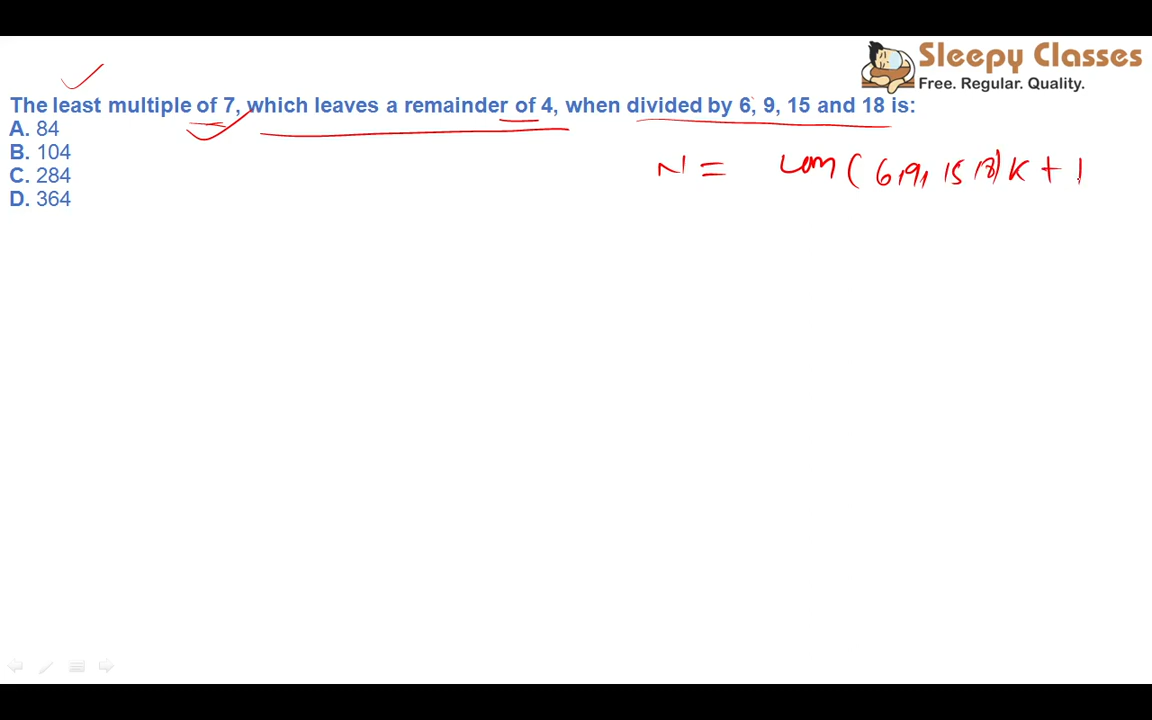 Sleepy Classes
Free. Regular. Quality.
The least multiple of 7, which leaves a remainder of 4, when divided by 6, 9, 15 and 18 is:
A. 84
B. 104
C. 284
D. 364
N = LCM (6, 9, 15 18) K + 1